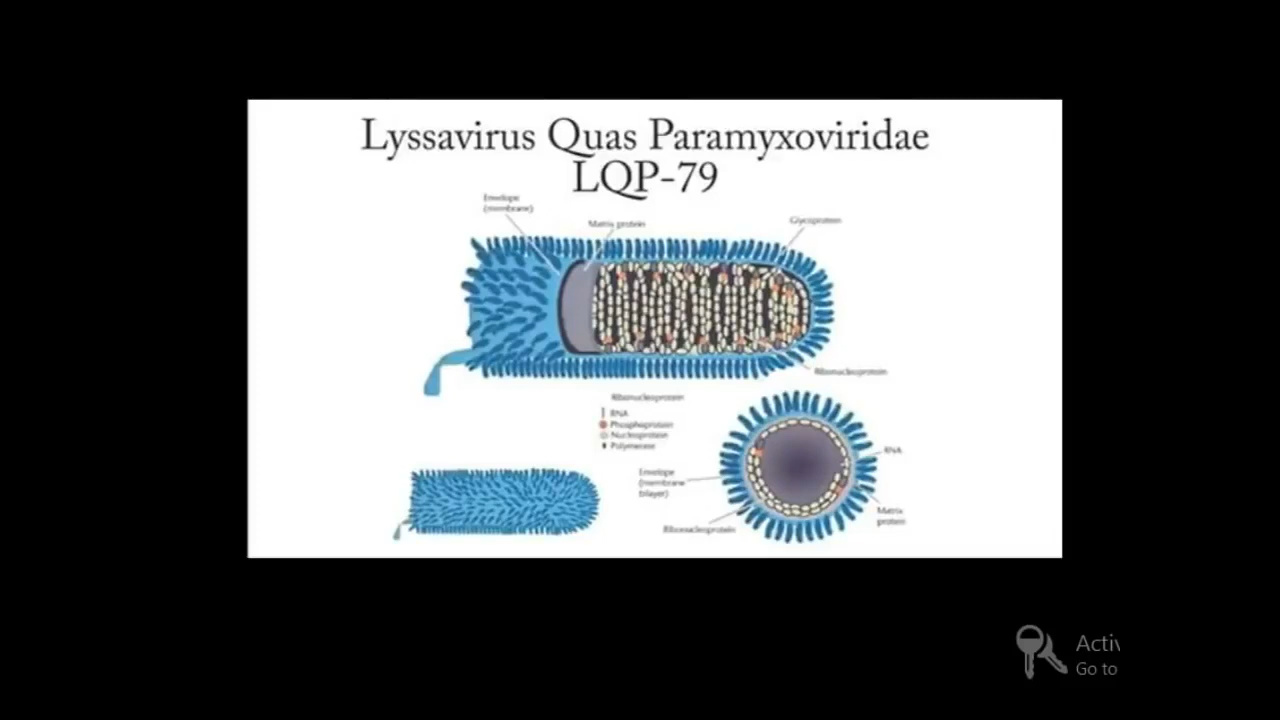 Lyssavirus Quas Paramyxoviridae
LQP-79
Envelope
(membrane)
Matrix protein
Glycoprotein
Ribonucleoprotein
Ribonucleoprotein
RNA
Phosphoprotein
Nucleoprotein
Polymerase
Envelope
(membrane
bilayer)
RNA
Matrix
protein
Ribonucleoprotein
Activ
Go to